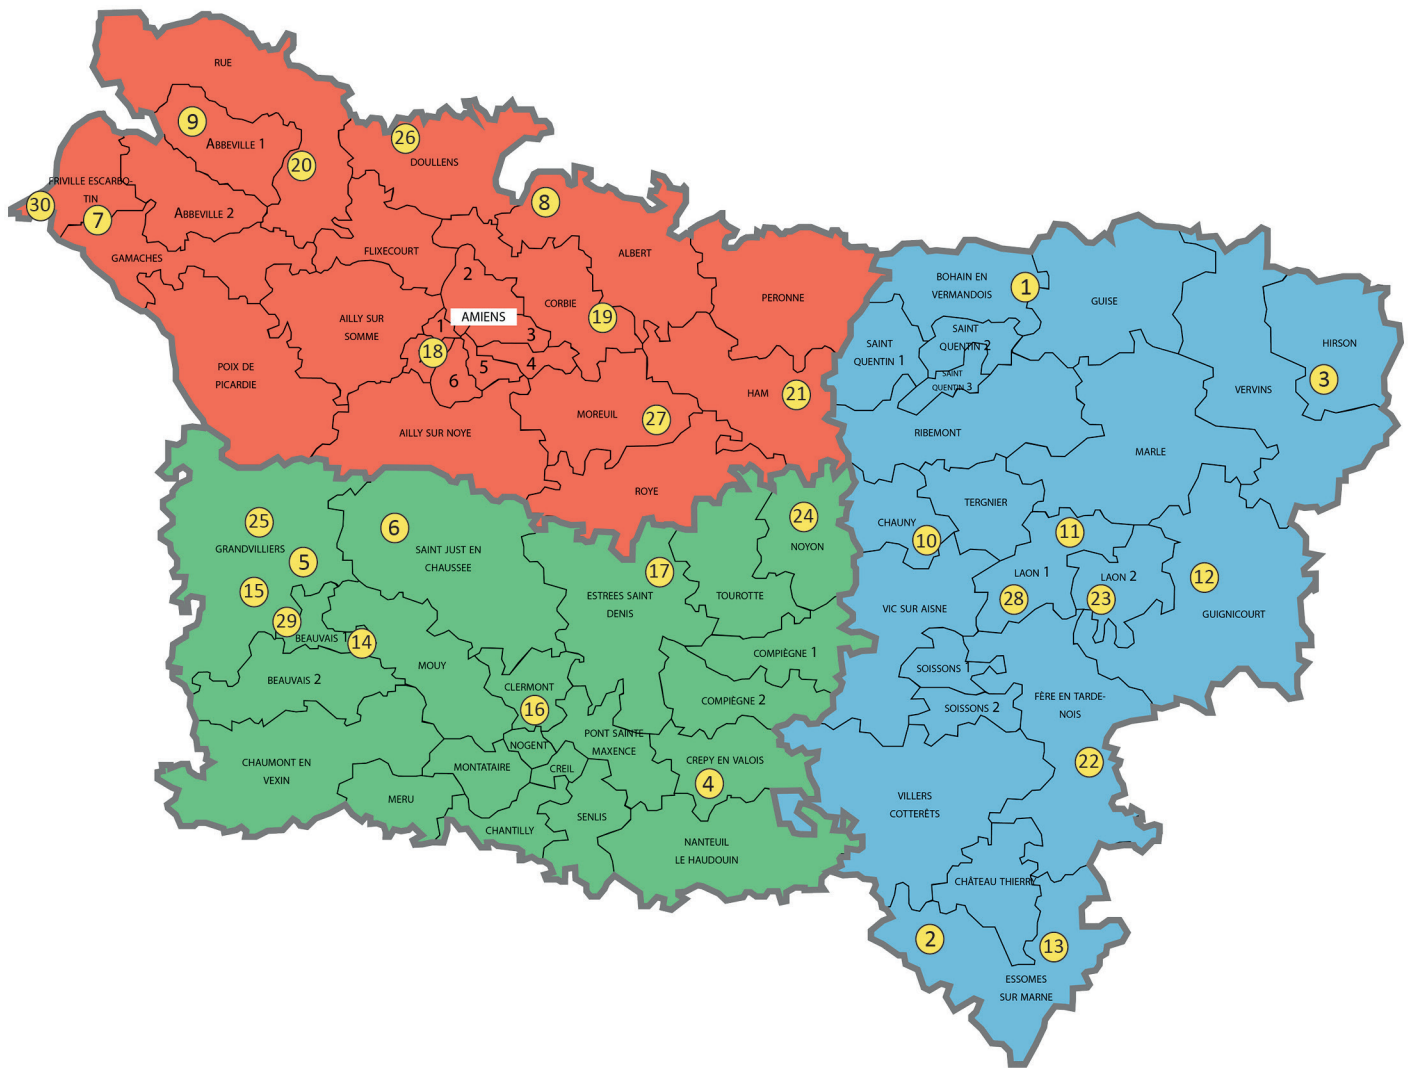 RUE
9
ABBEVILLE 1
26
DOULLENS
20
FRIVILLE ESCARBO-
TIN
30
7
ABBEVILLE 2
8
GAMACHES
FLIXECOURT
ALBERT
2
BOHAIN EN
VERMANDOIS
1
GUISE
PERONNE
CORBIE
AILLY SUR
SOMME
AMIENS
19
1
3
SAINT
QUENTIN 1
SAINT
QUENTIN 2
HIRSON
18
5
4
6
POIX DE
PICARDIE
SAINT
QUENTIN 3
3
VERVINS
HAM
21
MOREUIL
27
AILLY SUR NOYE
RIBEMONT
MARLE
ROYE
TERGNIER
25
GRANDVILLIERS
6
SAINT JUST EN
CHAUSSEE
24
NOYON
CHAUNY
10
11
5
17
ESTREES SAINT
DENIS
TOUROTTE
LAON 1
LAON 2
12
15
28
23
VIC SUR AISNE
GUIGNICOURT
29
BEAUVAIS 1
14
MOUY
COMPIÈGNE 1
SOISSONS 1
BEAUVAIS 2
CLERMONT
COMPIÈGNE 2
FÈRE EN TARDE-
NOIS
16
SOISSONS 2
PONT SAINTE
MAXENCE
NOGENT
CHAUMONT EN
VEXIN
MONTATAIRE
CREIL
CREPY EN VALOIS
4
22
MERU
VILLERS
COTTERÊTS
CHANTILLY
SENLIS
NANTEUIL
LE HAUDOUIN
CHÂTEAU THIERRY
2
13
ESSOMES
SUR MARNE